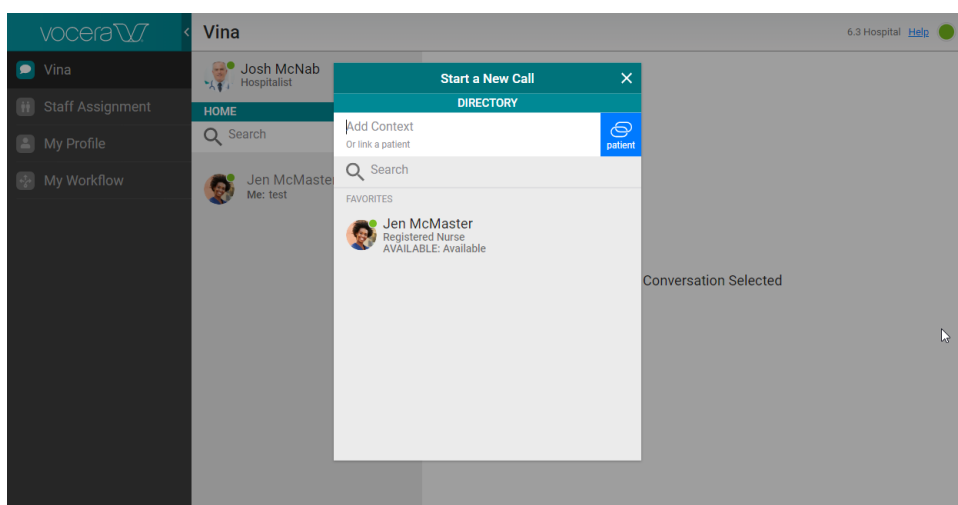 vocera
Vina
6.3 Hospital Help
Vina
Staff Assignment
My Profile
My Workflow
Josh McNab
Hospitalist
HOME
Search
Jen McMaste
Me: test
Start a New Call
DIRECTORY
Add Context
Or link a patient
patient
Search
FAVORITES
Jen McMaster
Registered Nurse
AVAILABLE: Available
Conversation Selected